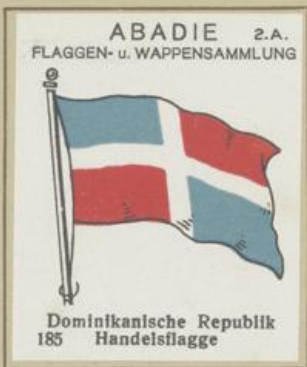 ABADIE 2.A.
FLAGGEN- u. WAPPENSAMMLUNG
Dominikanische Republik
185 Handelsflagge